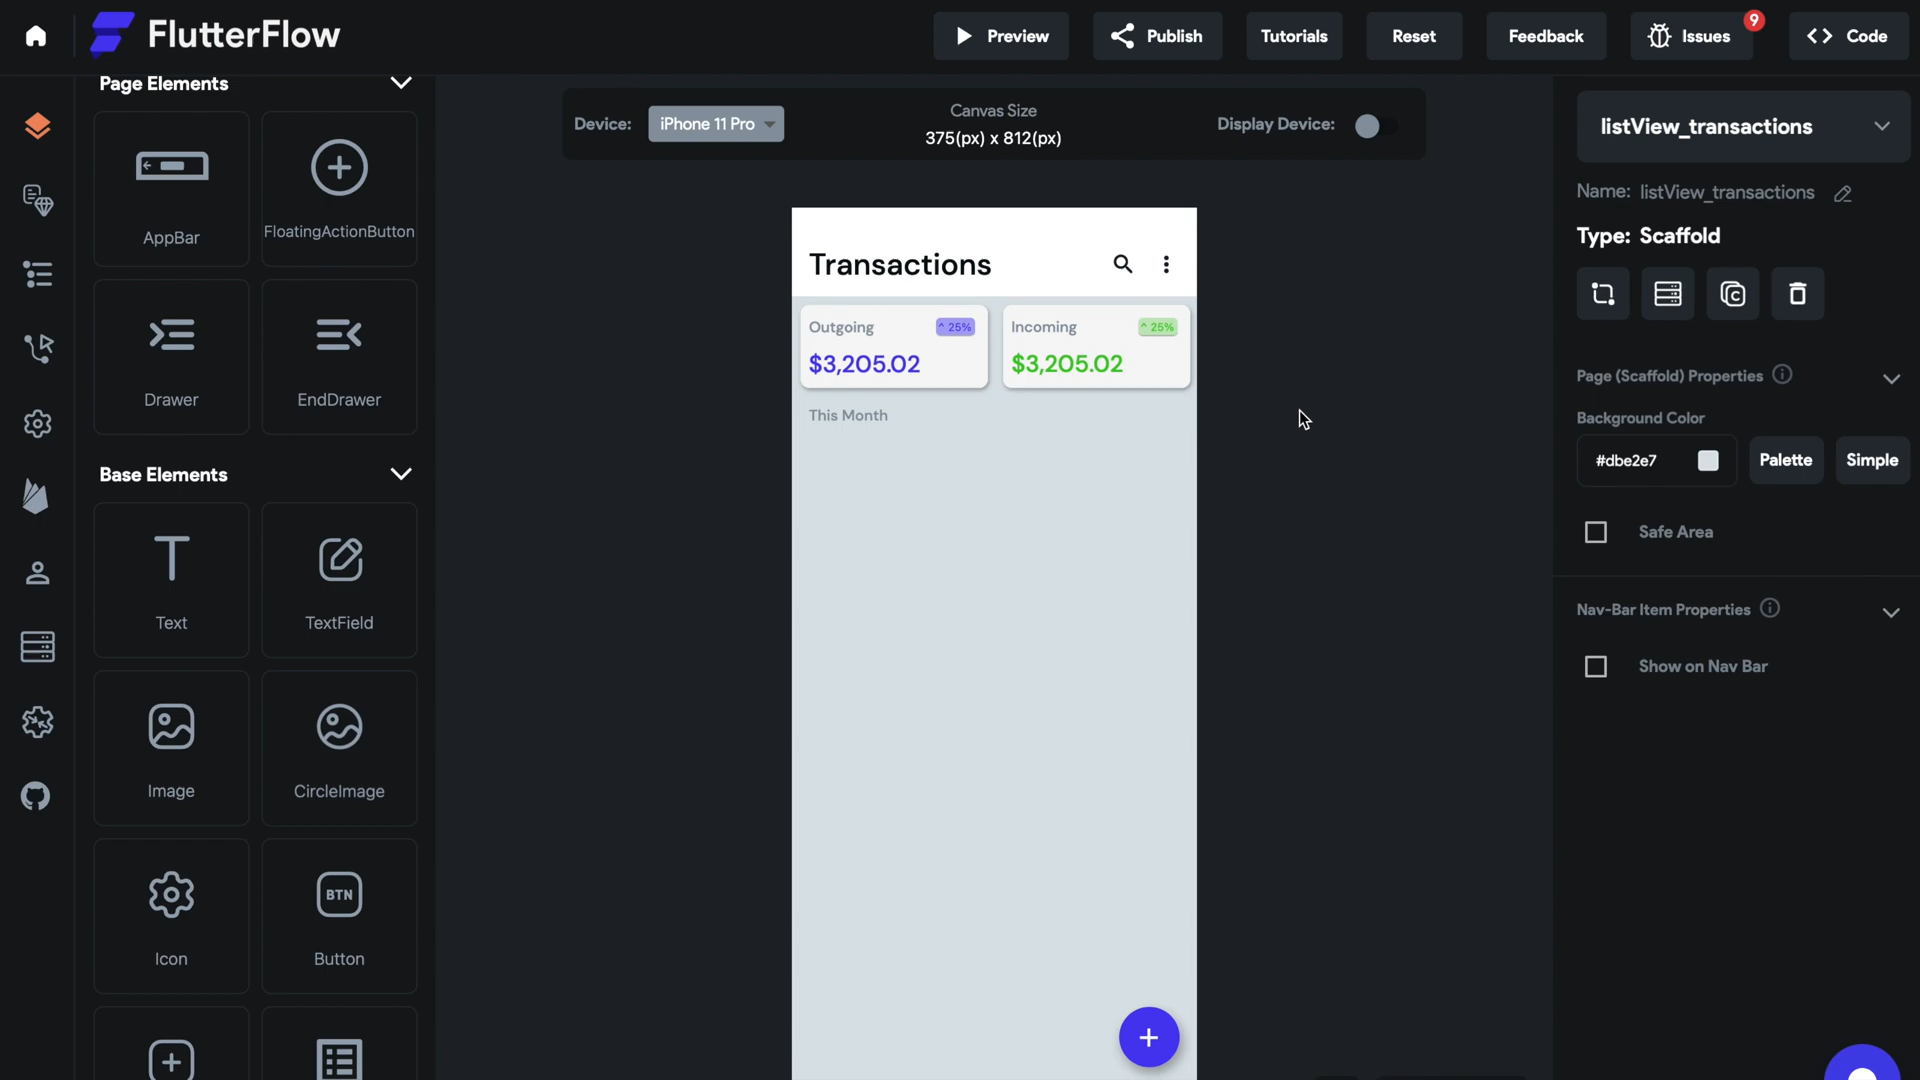 FlutterFlow
Preview
Publish
Tutorials
Reset
Feedback
Issues
9
Code
Page Elements
AppBar
FloatingActionButton
Drawer
EndDrawer
Base Elements
Text
TextField
Image
CircleImage
Icon
BTN
Button
Device:
iPhone 11 Pro
Canvas Size
375(px) x 812(px)
Display Device:
Transactions
Outgoing
^ 25%
$3,205.02
Incoming
^ 25%
$3,205.02
This Month
listView_transactions
Name: listView_transactions
Type: Scaffold
Page (Scaffold) Properties
Background Color
#dbe2e7
Palette
Simple
Safe Area
Nav-Bar Item Properties
Show on Nav Bar